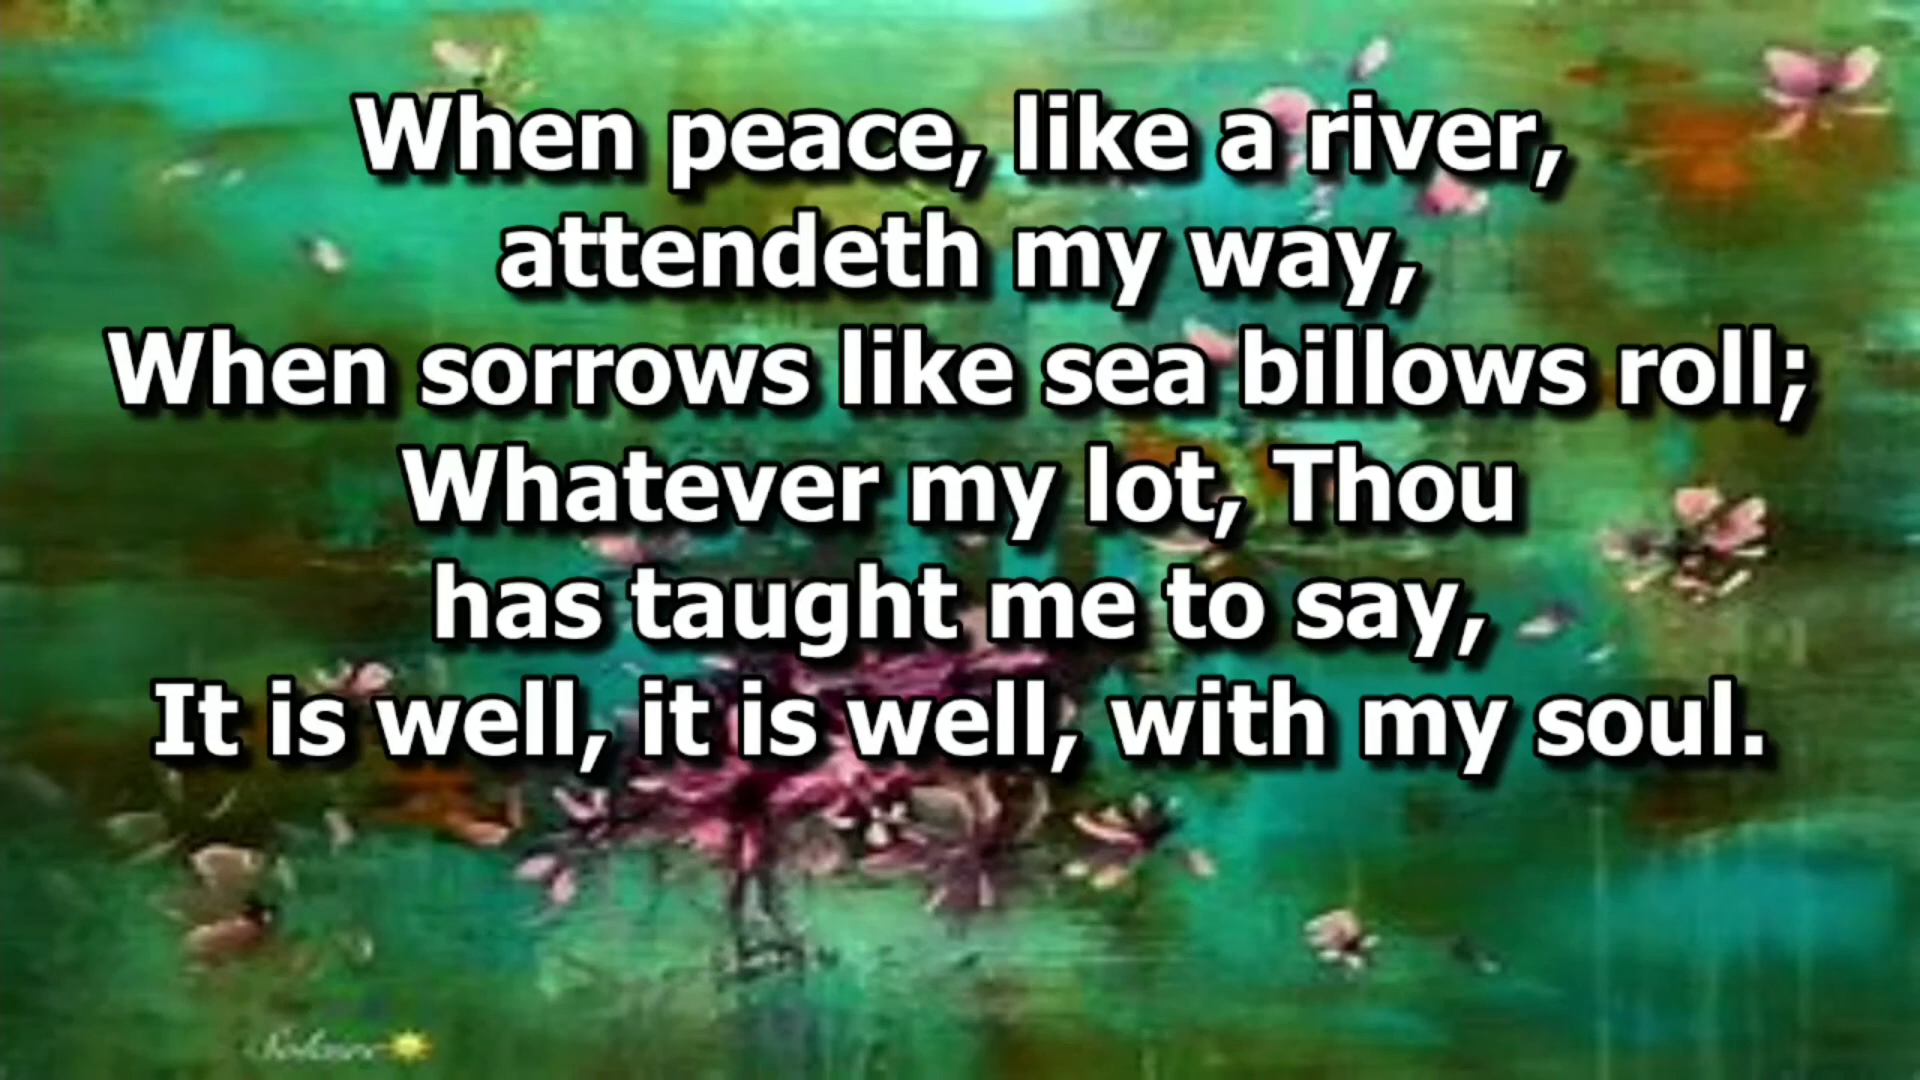 When peace, like a river,
attendeth my way,
When sorrows like sea billows roll;
Whatever my lot, Thou
has taught me to say,
It is well, it is well, with my soul.